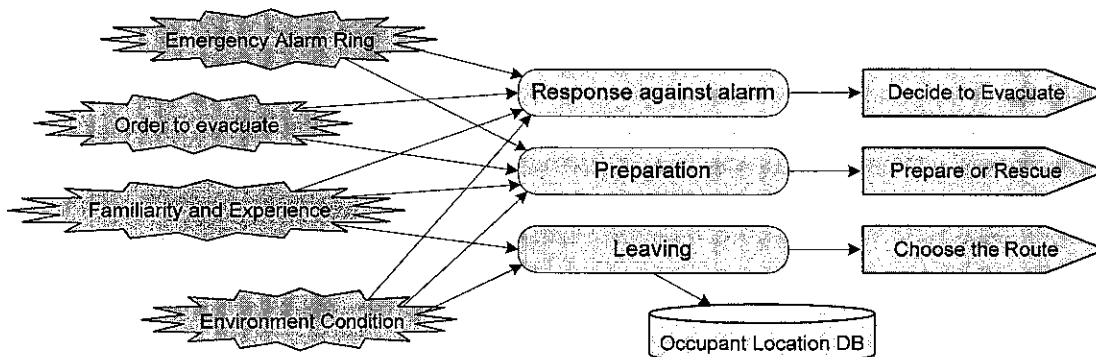 Emergency Alarm Ring
Response against alarm
Decide to Evacuate
Order to evacuate
Preparation
Prepare or Rescue
Familiarity and Experience
Leaving
Choose the Route
Environment Condition
Occupant Location DB